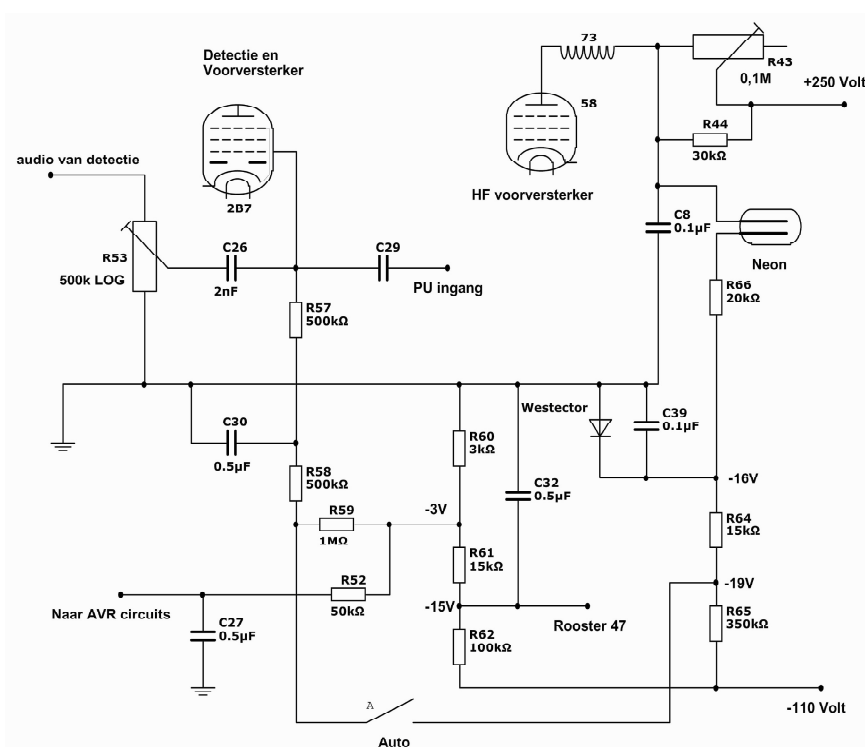 73
Detectie en
Voorversterker
R43
0,1M
+250 Volt
58
R44
30kΩ
audio van detectie
HF voorversterker
2B7
C8
0.1µF
R53
500k LOG
C26
2nF
C29
PU ingang
Neon
R66
20kΩ
R57
500kΩ
Westector
C39
0.1µF
C30
0.5µF
R60
3kΩ
R58
500kΩ
C32
0.5µF
-16V
R59
1MΩ
-3V
R64
15kΩ
R61
15kΩ
R52
50kΩ
-19V
Naar AVR circuits
-15V
Rooster 47
C27
0.5µF
R62
100kΩ
R65
350kΩ
A
-110 Volt
Auto